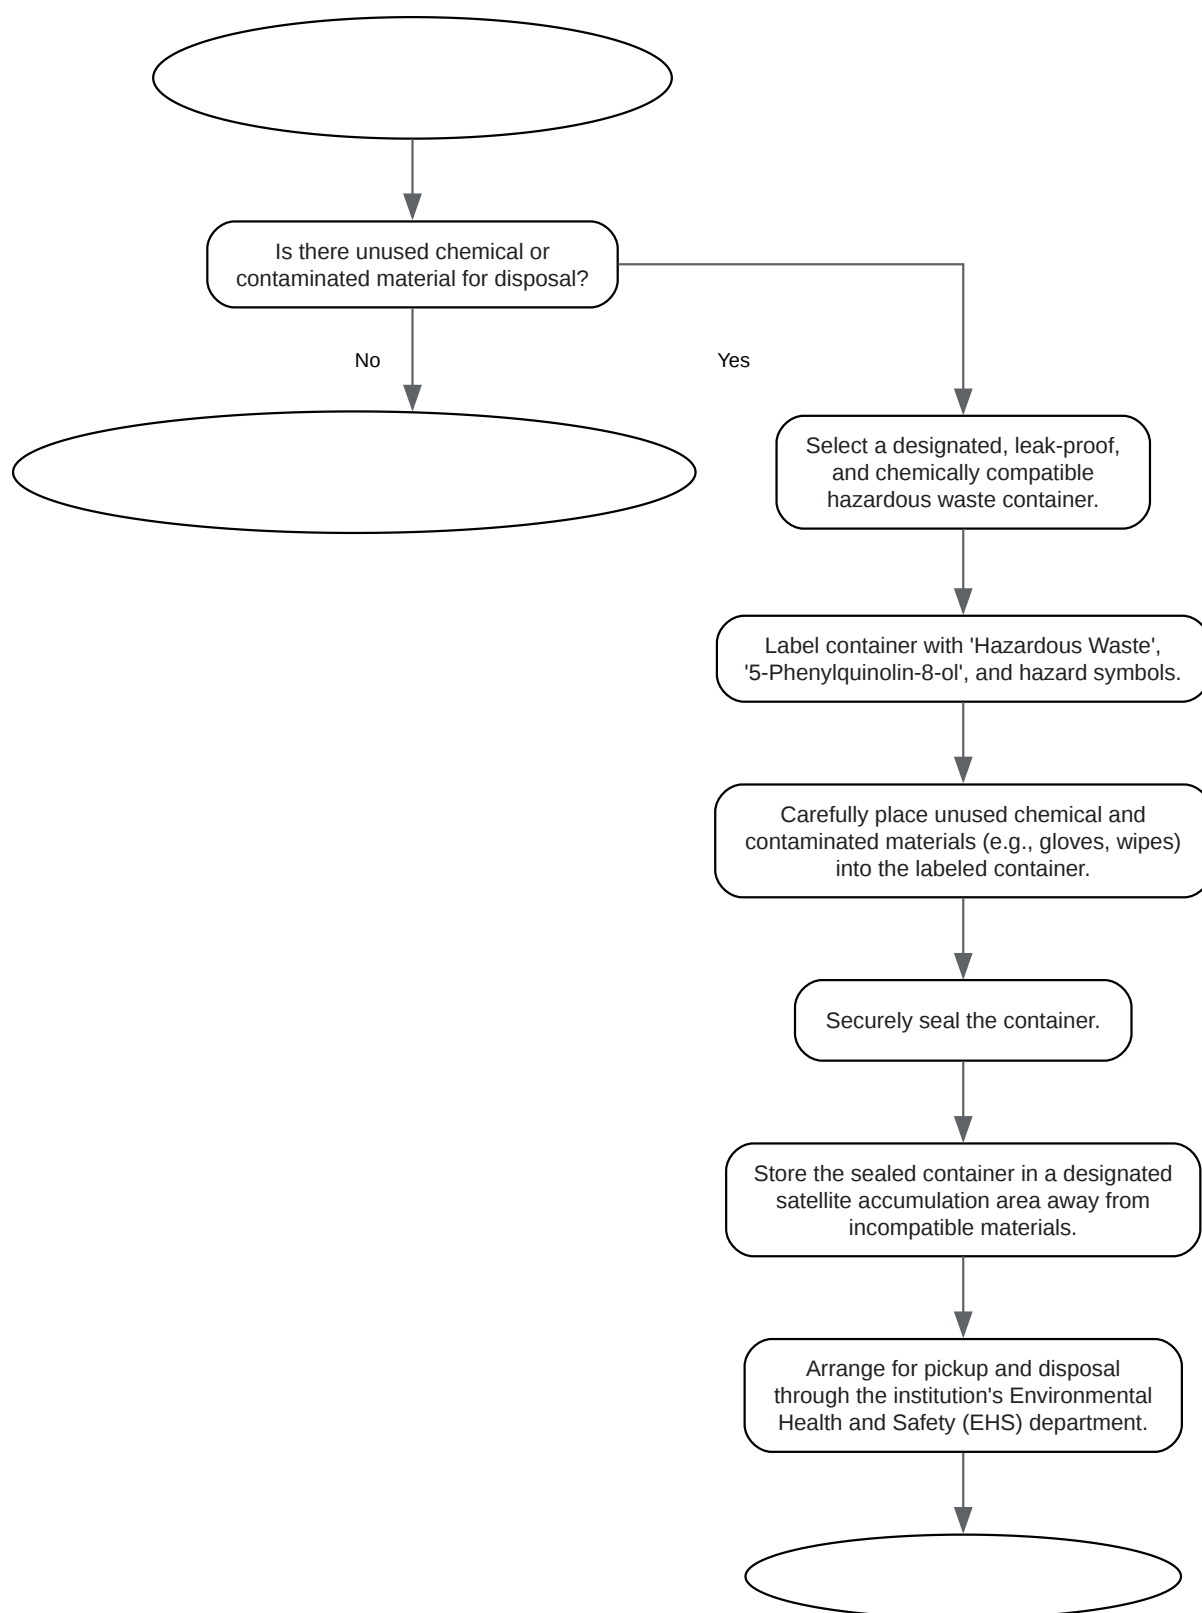 Is there unused chemical or
contaminated material for disposal?
No
Yes
Select a designated, leak-proof,
and chemically compatible
hazardous waste container.
Label container with 'Hazardous Waste',
'5-Phenylquinolin-8-ol', and hazard symbols.
Carefully place unused chemical and
contaminated materials (e.g., gloves, wipes)
into the labeled container.
Securely seal the container.
Store the sealed container in a designated
satellite accumulation area away from
incompatible materials.
Arrange for pickup and disposal
through the institution's Environmental
Health and Safety (EHS) department.